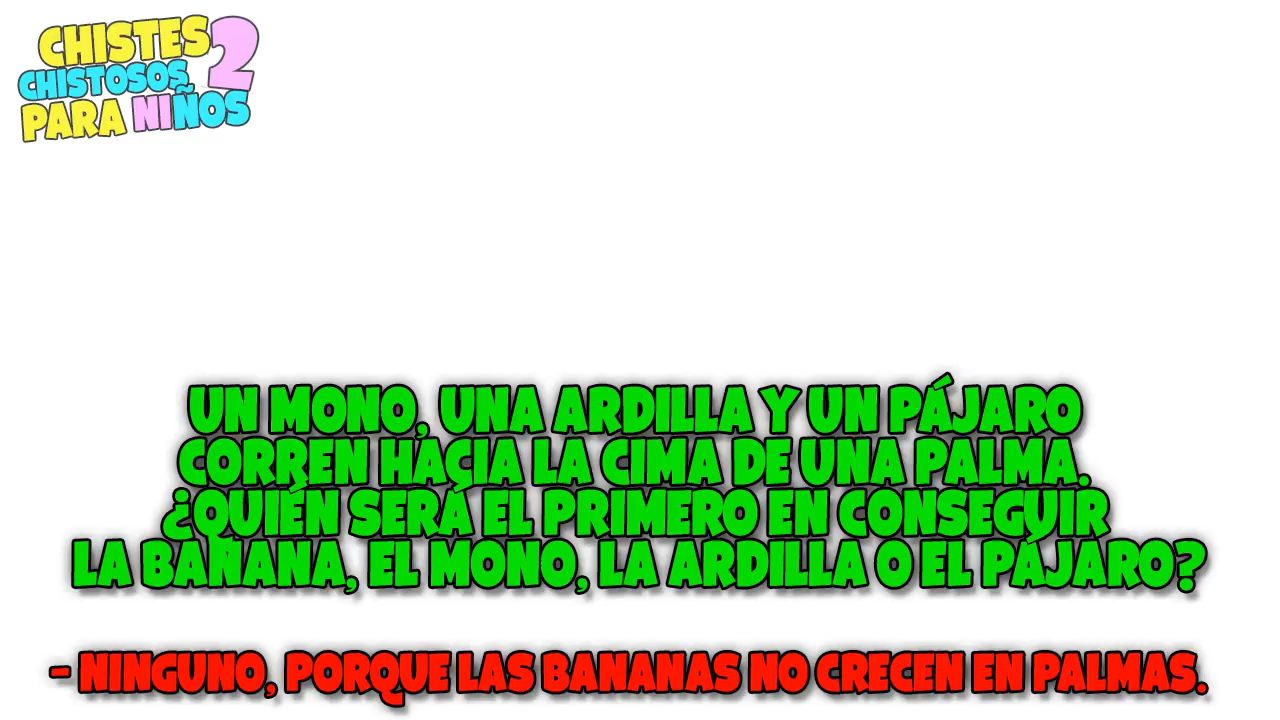 CHISTES 2
CHISTOSOS
PARA NIÑOS
UN MONO, UNA ARDILLA Y UN PÁJARO
CORREN HACIA LA CIMA DE UNA PALMA.
¿QUIÉN SERÁ EL PRIMERO EN CONSEGUIR
LA BANANA, EL MONO, LA ARDILLA O EL PÁJARO?
- NINGUNO, PORQUE LAS BANANAS NO CRECEN EN PALMAS.